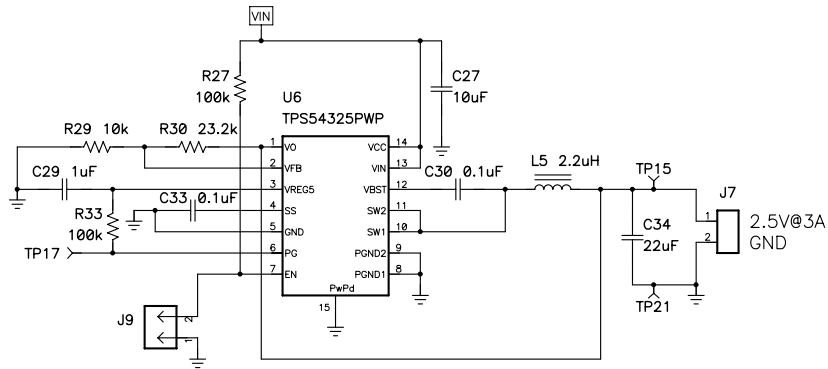 VIN
R27
100k
C27
10uF
U6
TPS54325PWP
R29 10k
R30 23.2k
1 VO
VCC 14
2 VFB
VIN 13
C29 1uF
3 VREG5
VBST 12
C30 0.1uF
L5 2.2uH
TP15
J7
C33 0.1uF
4 SS
SW2 11
R33
100k
5 GND
SW1 10
C34
22uF
1
2
2.5V@3A
GND
TP17
6 PG
PGND2 9
7 EN
PGND1 8
PwPd
15
TP21
J9
2
1